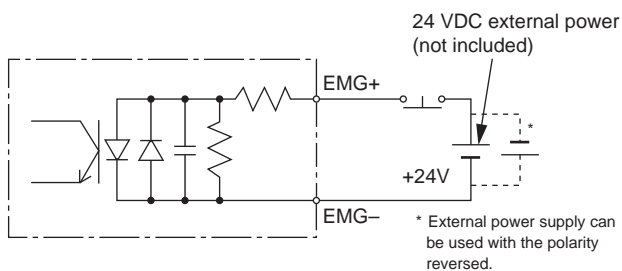 24 VDC external power
(not included)
EMG+
*
+24V
EMG–
* External power supply can
be used with the polarity
reversed.